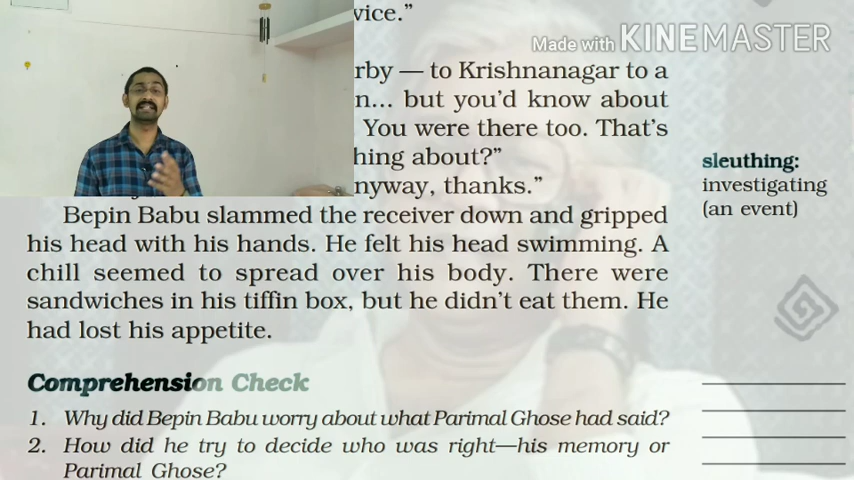 vice.”
Made with KINEMASTER
rby — to Krishnanagar to a
n... but you’d know about
You were there too. That’s
hing about?”
nyway, thanks.”
sleuthing:
investigating
(an event)
Bepin Babu slammed the receiver down and gripped
his head with his hands. He felt his head swimming. A
chill seemed to spread over his body. There were
sandwiches in his tiffin box, but he didn’t eat them. He
had lost his appetite.
Comprehension Check
1. Why did Bepin Babu worry about what Parimal Ghose had said?
2. How did he try to decide who was right—his memory or
Parimal Ghose?